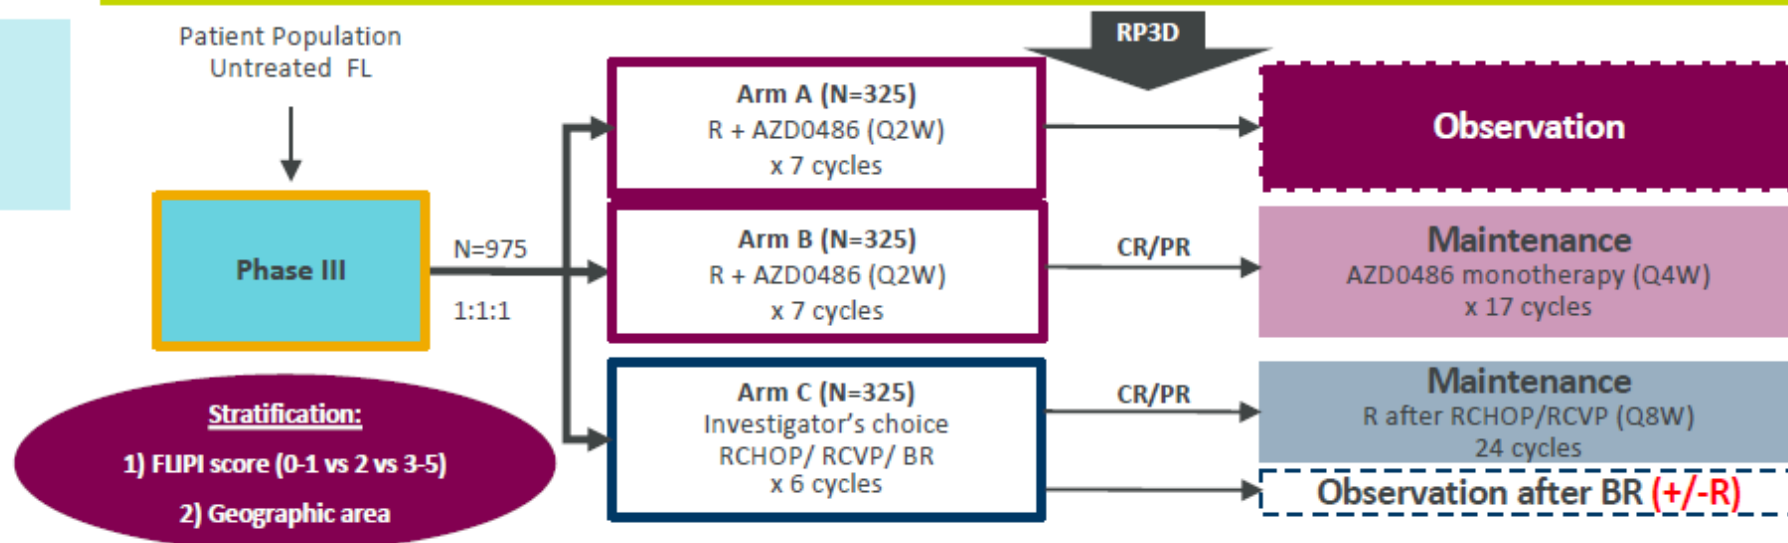 Patient Population
Untreated FL
Phase III
N=975
1:1:1
Stratification:
1) FLIPI score (0-1 vs 2 vs 3-5)
2) Geographic area
Arm A (N=325)
R + AZD0486 (Q2W)
x 7 cycles
Arm B (N=325)
R + AZD0486 (Q2W)
x 7 cycles
Arm C (N=325)
Investigator's choice
RCHOP/ RCVP/ BR
x 6 cycles
RP3D
CR/PR
CR/PR
Observation
Maintenance
AZD0486 monotherapy (Q4W)
x 17 cycles
Maintenance
R after RCHOP/RCVP (Q8W)
24 cycles
Observation after BR (+/-R)